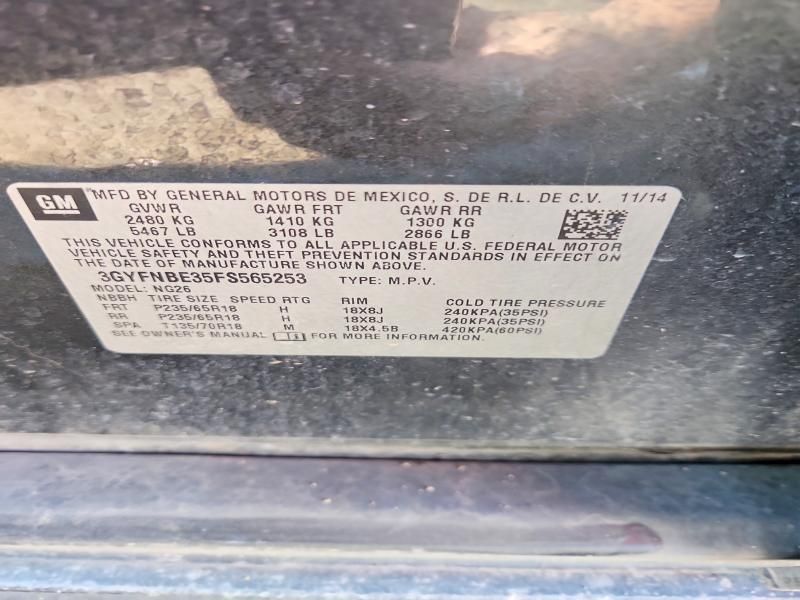 GM MFD BY GENERAL MOTORS DE MEXICO, S. DE R.L. DE C.V. 11/14
GVWR GAWR FRT GAWR RR
2480 KG 1410 KG 1300 KG
5467 LB 3108 LB 2866 LB
THIS VEHICLE CONFORMS TO ALL APPLICABLE U.S. FEDERAL MOTOR
VEHICLE SAFETY AND THEFT PREVENTION STANDARDS IN EFFECT ON
THE DATE OF MANUFACTURE SHOWN ABOVE.
3GYFNBE35FS565253 TYPE: M.P.V.
MODEL: NG26
NBBH TIRE SIZE SPEED RTG RIM COLD TIRE PRESSURE
FRT P235/65R18 H 18X8J 240KPA(35PSI)
RR P235/65R18 H 18X8J 240KPA(35PSI)
SPA T135/70R18 M 18X4.5B 420KPA(60PSI)
SEE OWNER'S MANUAL FOR MORE INFORMATION.